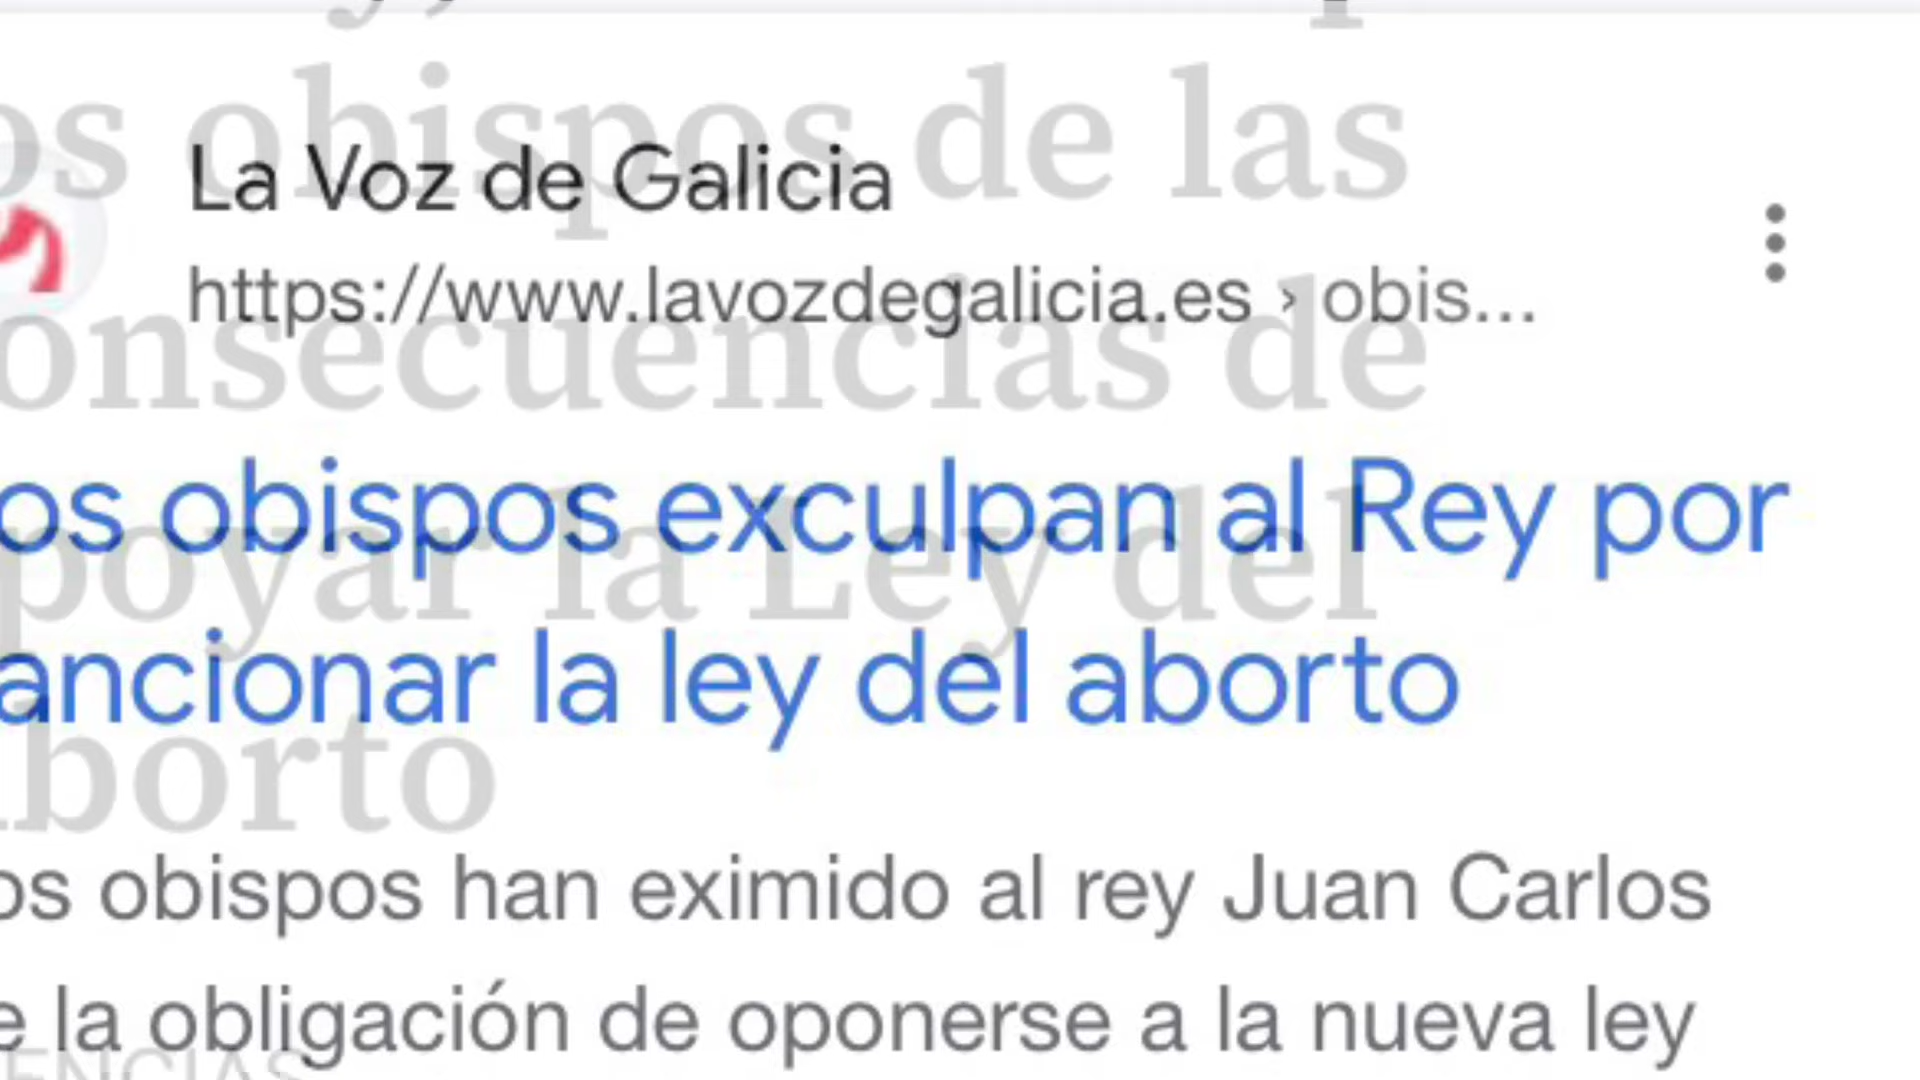 os obispos de las
La Voz de Galicia
https://www.lavozdegalicia.es › obis...
onsecuencias de
os obispos exculpan al Rey por
poyar la Ley del
ancionar la ley del aborto
borto
os obispos han eximido al rey Juan Carlos
e la obligación de oponerse a la nueva ley
ENCIAS